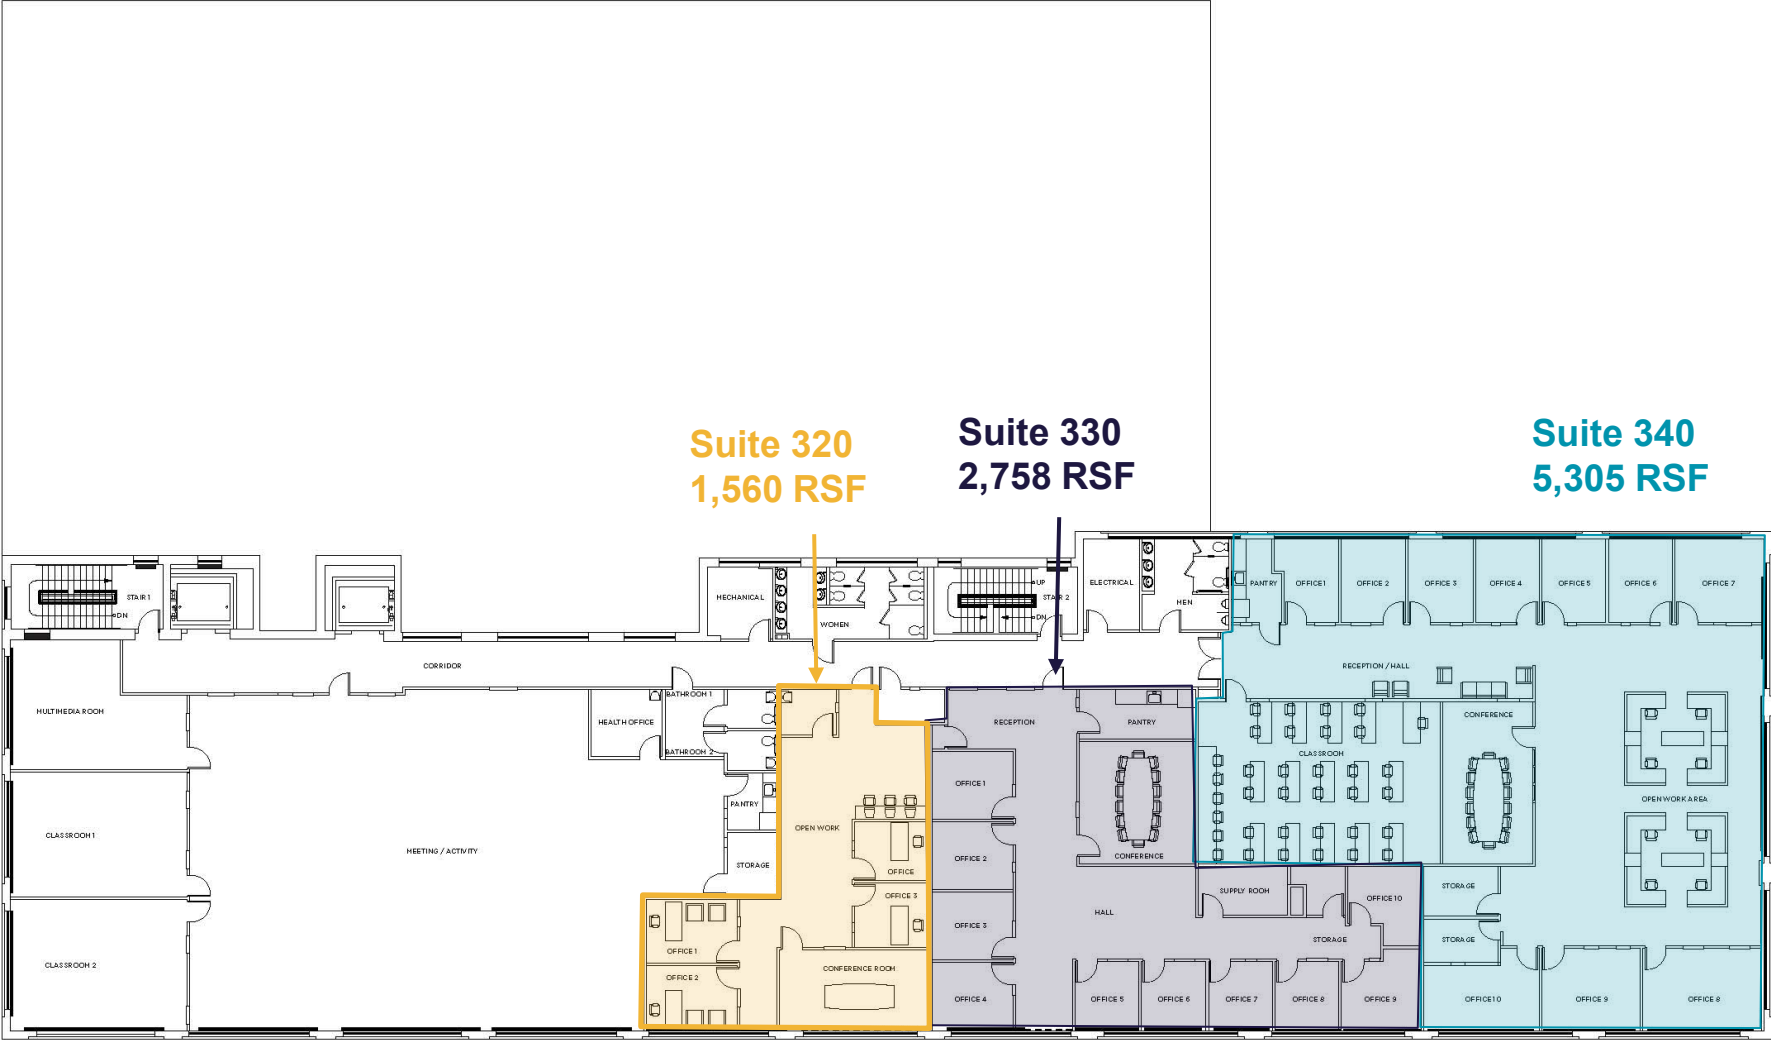 Suite 320
1,560 RSF
Suite 330
2,758 RSF
Suite 340
5,305 RSF
STAIR 1
DN
MECHANICAL
WOMEN
UP
STAIR 2
DN
ELECTRICAL
MEN
PANTRY
OFFICE1
OFFICE 2
OFFICE 3
OFFICE 4
OFFICE 5
OFFICE 6
OFFICE 7
CORRIDOR
RECEPTION / HALL
MULTIMEDIA ROOM
HEALTH OFFICE
BATHROOM 1
BATHROOM 2
RECEPTION
PANTRY
CLASSROOM
CONFERENCE
OPEN WORK AREA
CLASSROOM 1
MEETING / ACTIVITY
PANTRY
STORAGE
OPEN WORK
OFFICE
OFFICE 3
OFFICE 1
OFFICE 2
CONFERENCE
OFFICE 1
OFFICE 2
CONFERENCE ROOM
OFFICE 3
OFFICE 4
HALL
SUPPLY ROOM
OFFICE 10
STORAGE
OFFICE 5
OFFICE 6
OFFICE 7
OFFICE 8
OFFICE 9
STORAGE
STORAGE
OFFICE10
OFFICE 9
OFFICE 8
CLASSROOM 2